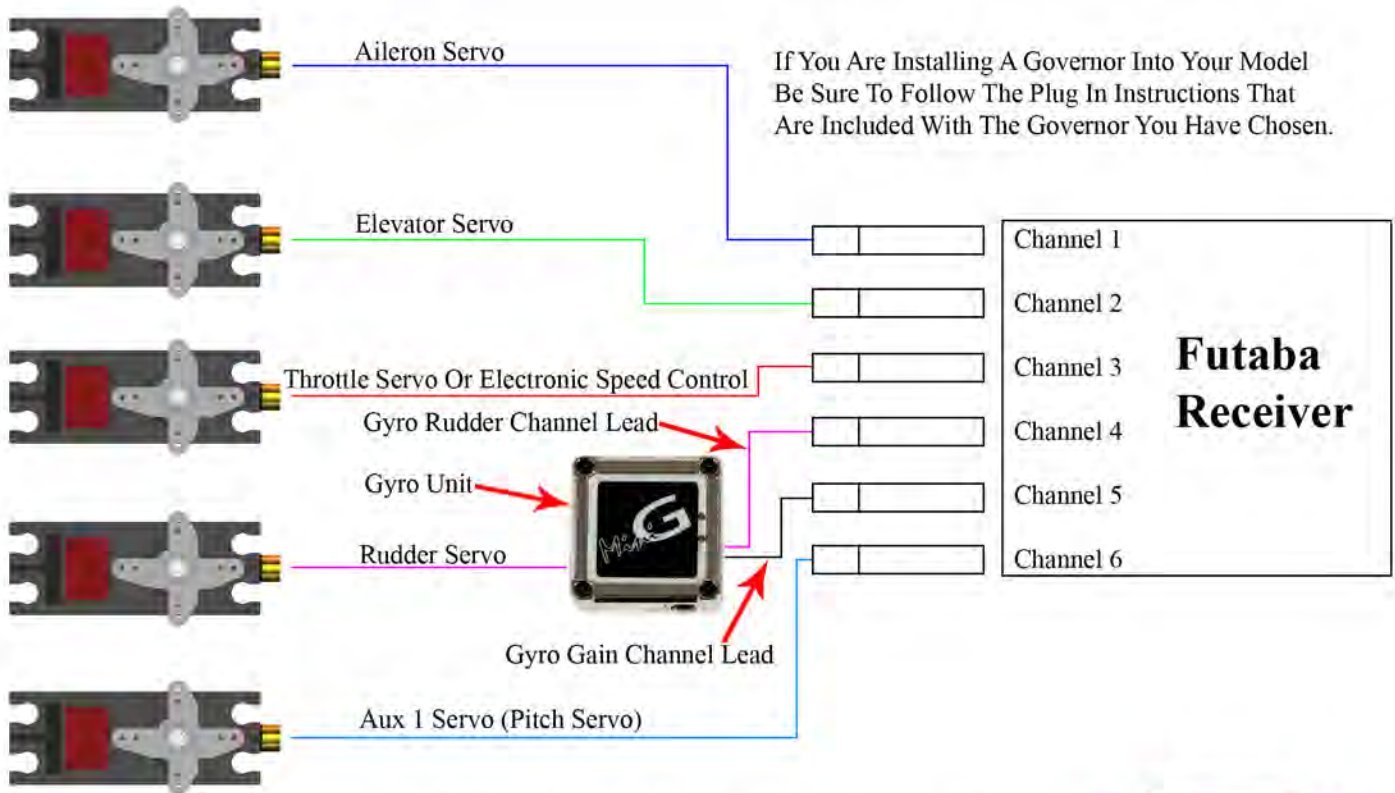 Aileron Servo
If You Are Installing A Governor Into Your Model
Be Sure To Follow The Plug In Instructions That
Are Included With The Governor You Have Chosen.
Elevator Servo
Channel 1
Channel 2
Throttle Servo Or Electronic Speed Control
Channel 3
Futaba
Receiver
Gyro Rudder Channel Lead
Channel 4
Gyro Unit
Channel 5
Mini G
Rudder Servo
Channel 6
Gyro Gain Channel Lead
Aux 1 Servo (Pitch Servo)